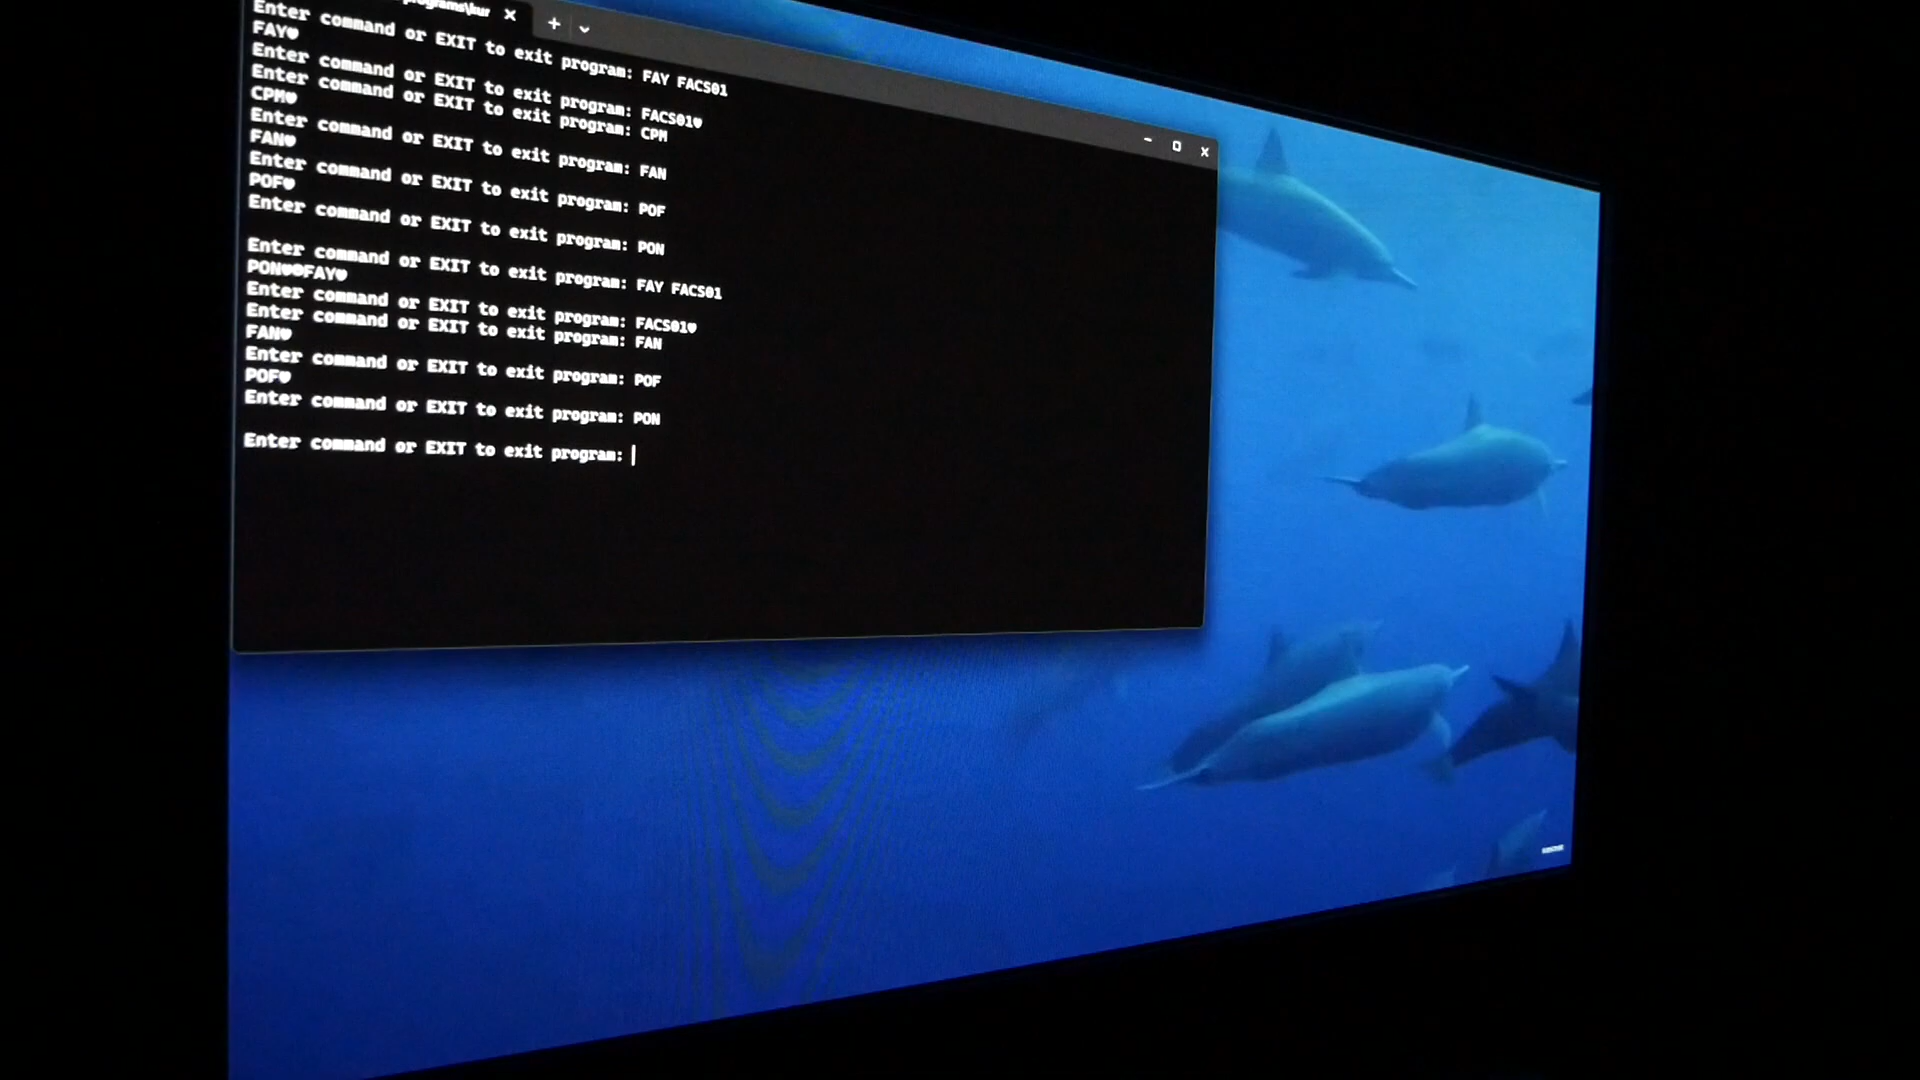 programs\kur
Enter command or EXIT to exit program: FAY FACS01
FAY♥
Enter command or EXIT to exit program: FACS01♥
Enter command or EXIT to exit program: CPM
CPM♥
Enter command or EXIT to exit program: FAN
FAN♥
Enter command or EXIT to exit program: POF
POF♥
Enter command or EXIT to exit program: PON

Enter command or EXIT to exit program: FAY FACS01
PON♥☻FAY♥
Enter command or EXIT to exit program: FACS01♥
Enter command or EXIT to exit program: FAN
FAN♥
Enter command or EXIT to exit program: POF
POF♥
Enter command or EXIT to exit program: PON

Enter command or EXIT to exit program: